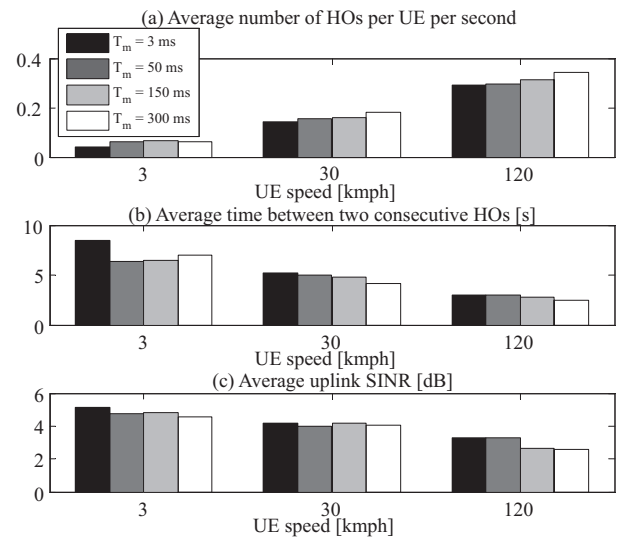 (a) Average number of HOs per UE per second
T_m = 3 ms
T_m = 50 ms
T_m = 150 ms
T_m = 300 ms
0.4
0.2
0
3 30 120
UE speed [kmph]
(b) Average time between two consecutive HOs [s]
10
5
0
3 30 120
UE speed [kmph]
(c) Average uplink SINR [dB]
6
4
2
0
3 30 120
UE speed [kmph]